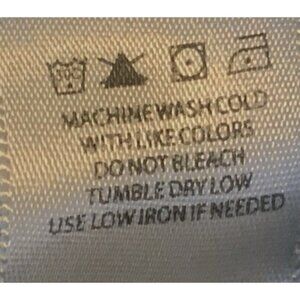 MACHINE WASH COLD
WITH LIKE COLORS
DO NOT BLEACH
TUMBLE DRY LOW
USE LOW IRON IF NEEDED